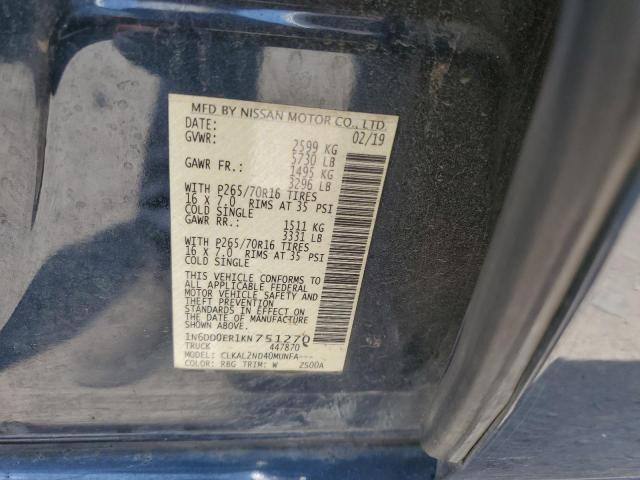 MFD BY NISSAN MOTOR CO., LTD.
DATE: 02/19
GVWR: 2599 KG
5730 LB
GAWR FR.: 1495 KG
3296 LB
WITH P265/70R16 TIRES
16 X 7.0 RIMS AT 35 PSI
COLD SINGLE
GAWR RR.: 1511 KG
3331 LB
WITH P265/70R16 TIRES
16 X 7.0 RIMS AT 35 PSI
COLD SINGLE
THIS VEHICLE CONFORMS TO
ALL APPLICABLE FEDERAL
MOTOR VEHICLE SAFETY AND
THEFT PREVENTION
STANDARDS IN EFFECT ON
THE DATE OF MANUFACTURE
SHOWN ABOVE.
1N6DD0ER1KN751270
TRUCK 447870
MODEL: CLKAL2ND40MUNFA---
COLOR: RBG TRIM: W 2500A